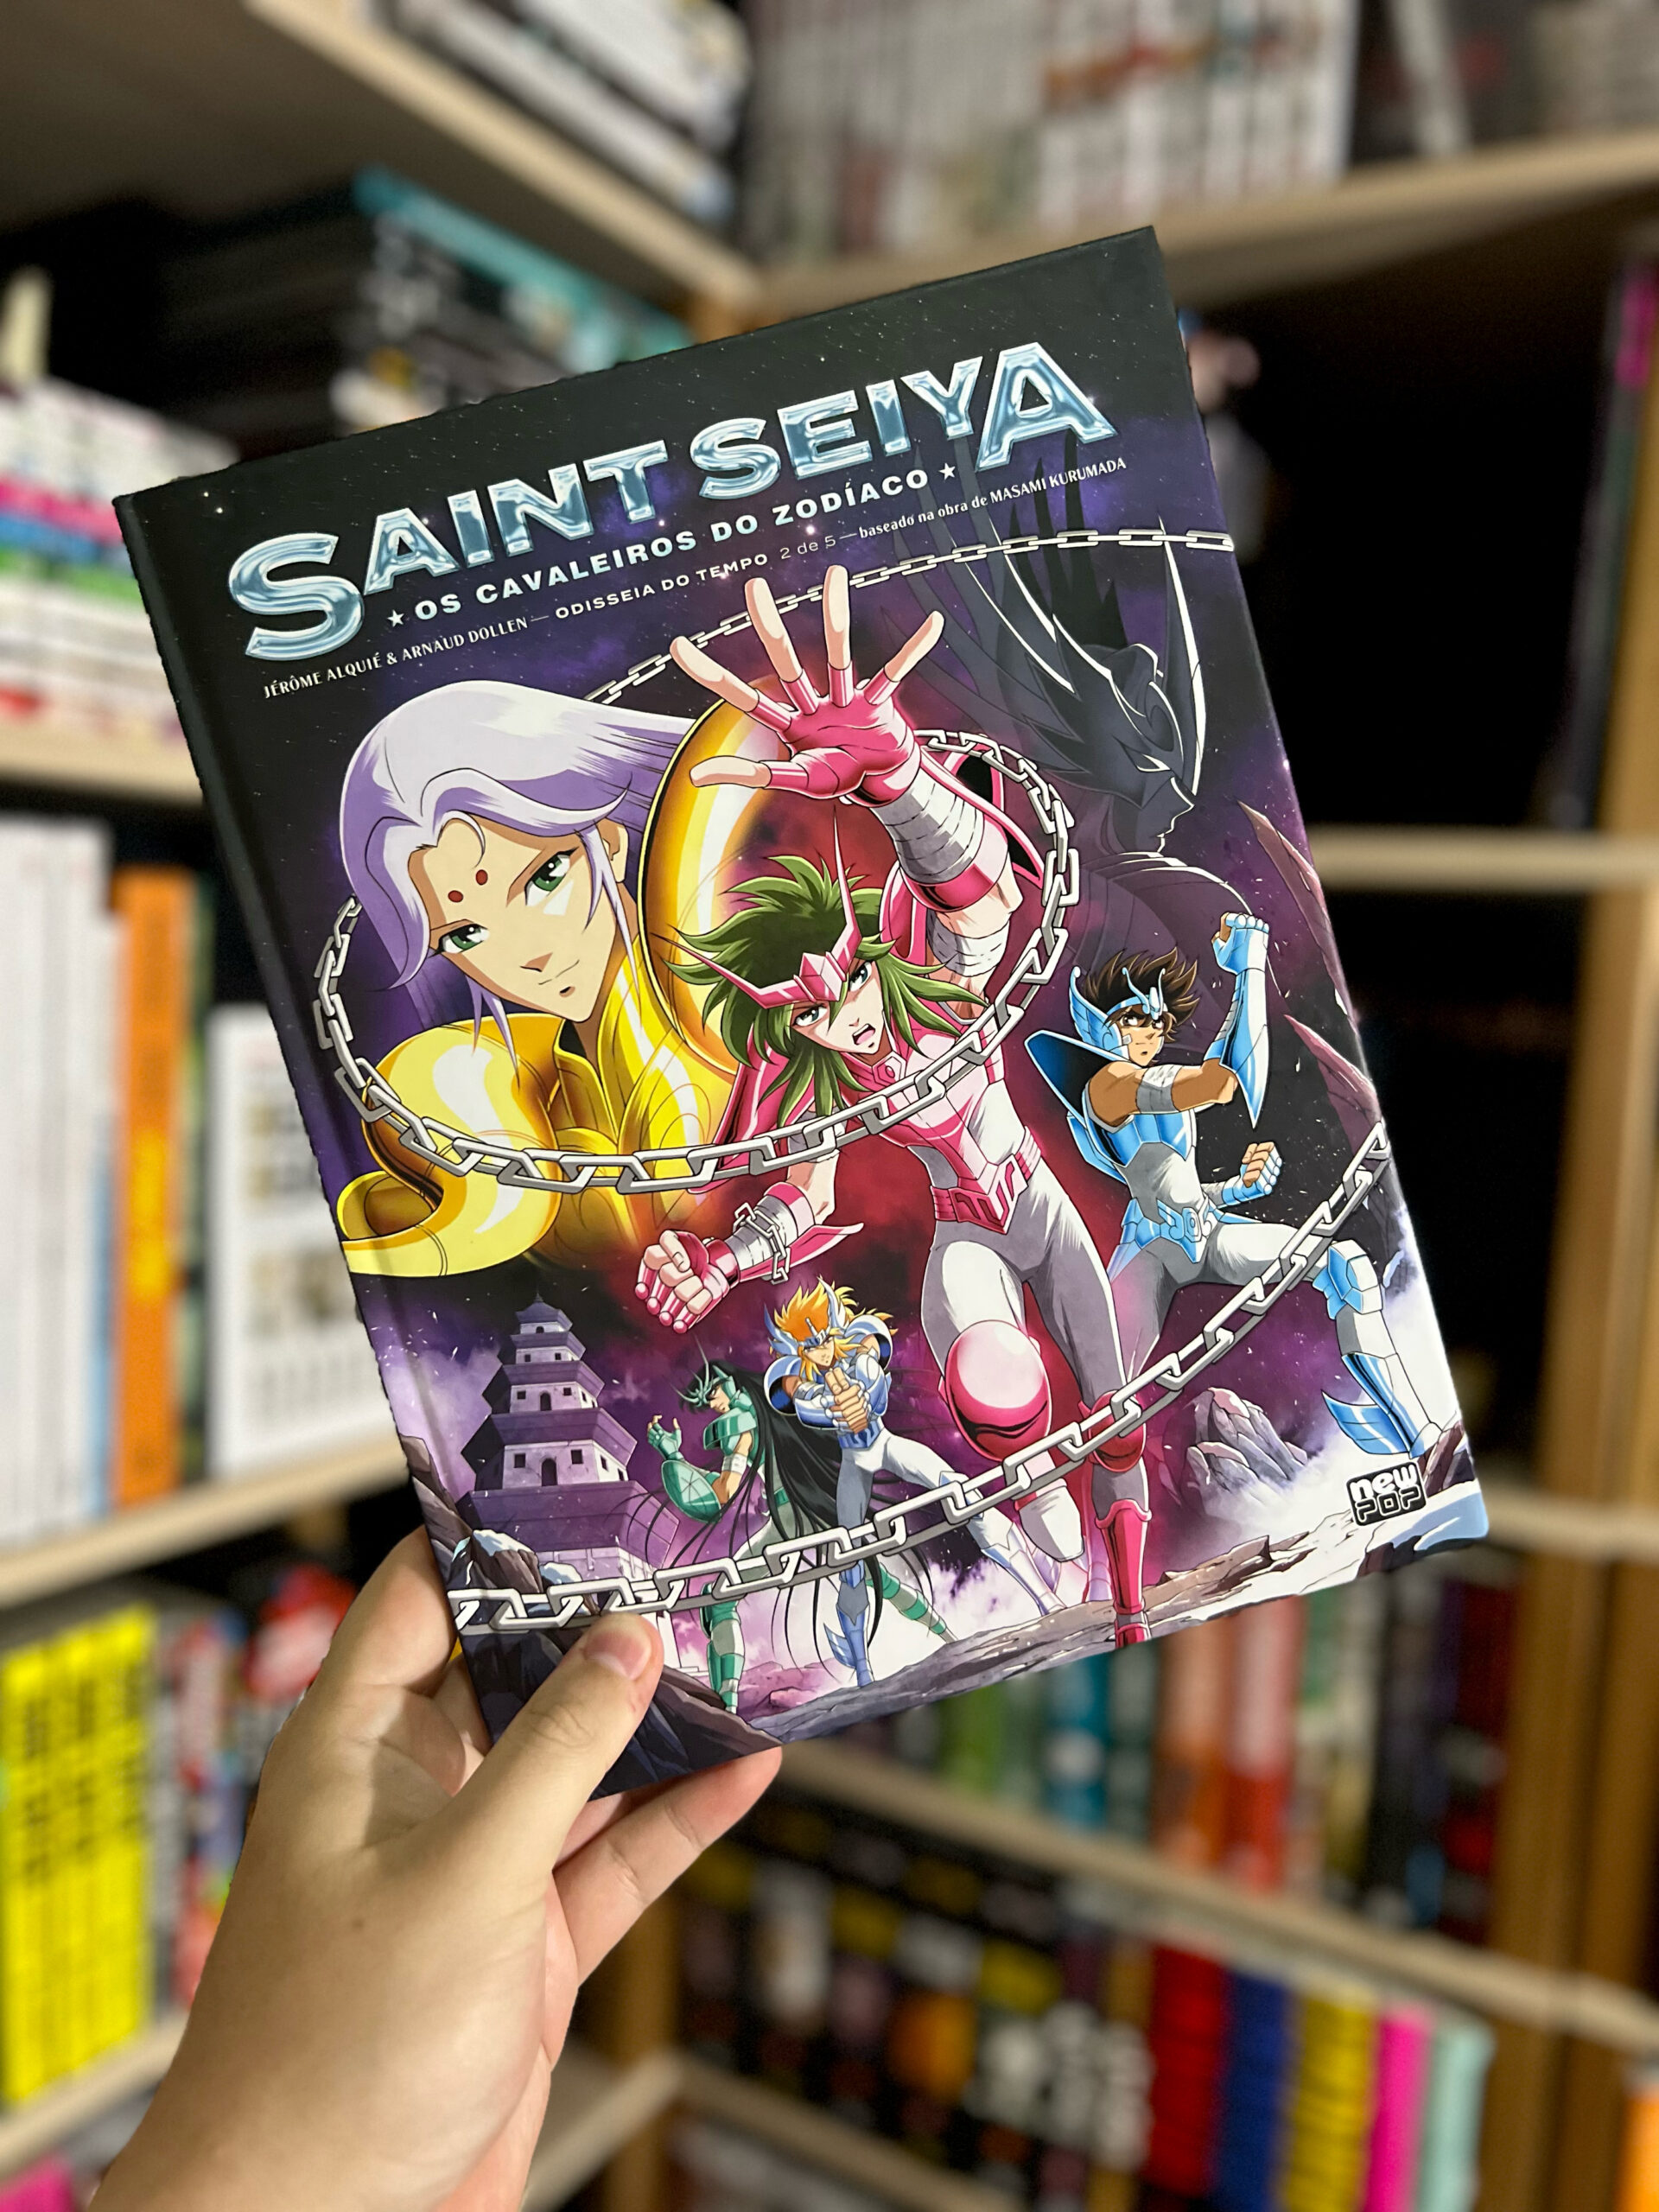 SAINT SEIYA
★ OS CAVALEIROS DO ZODÍACO ★
JÉRÔME ALQUIÉ & ARNAUD DOLLEN — ODISSEIA DO TEMPO 2 de 5 — baseado na obra de MASAMI KURUMADA
new
POP